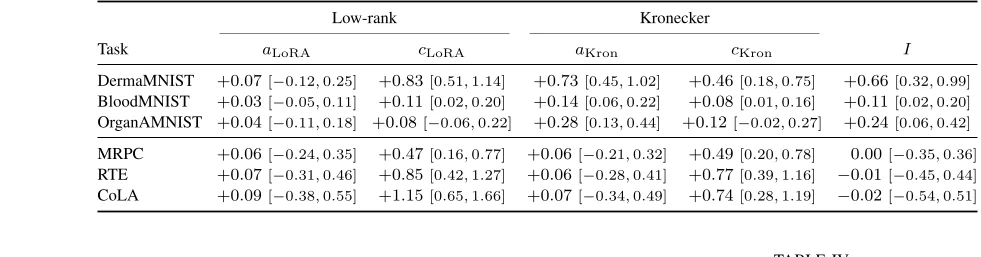 Low-rank Kronecker
Task a_LoRA c_LoRA a_Kron c_Kron I
DermaMNIST +0.07 [−0.12, 0.25] +0.83 [0.51, 1.14] +0.73 [0.45, 1.02] +0.46 [0.18, 0.75] +0.66 [0.32, 0.99]
BloodMNIST +0.03 [−0.05, 0.11] +0.11 [0.02, 0.20] +0.14 [0.06, 0.22] +0.08 [0.01, 0.16] +0.11 [0.02, 0.20]
OrganAMNIST +0.04 [−0.11, 0.18] +0.08 [−0.06, 0.22] +0.28 [0.13, 0.44] +0.12 [−0.02, 0.27] +0.24 [0.06, 0.42]
MRPC +0.06 [−0.24, 0.35] +0.47 [0.16, 0.77] +0.06 [−0.21, 0.32] +0.49 [0.20, 0.78] 0.00 [−0.35, 0.36]
RTE +0.07 [−0.31, 0.46] +0.85 [0.42, 1.27] +0.06 [−0.28, 0.41] +0.77 [0.39, 1.16] −0.01 [−0.45, 0.44]
CoLA +0.09 [−0.38, 0.55] +1.15 [0.65, 1.66] +0.07 [−0.34, 0.49] +0.74 [0.28, 1.19] −0.02 [−0.54, 0.51]
TABLE IV